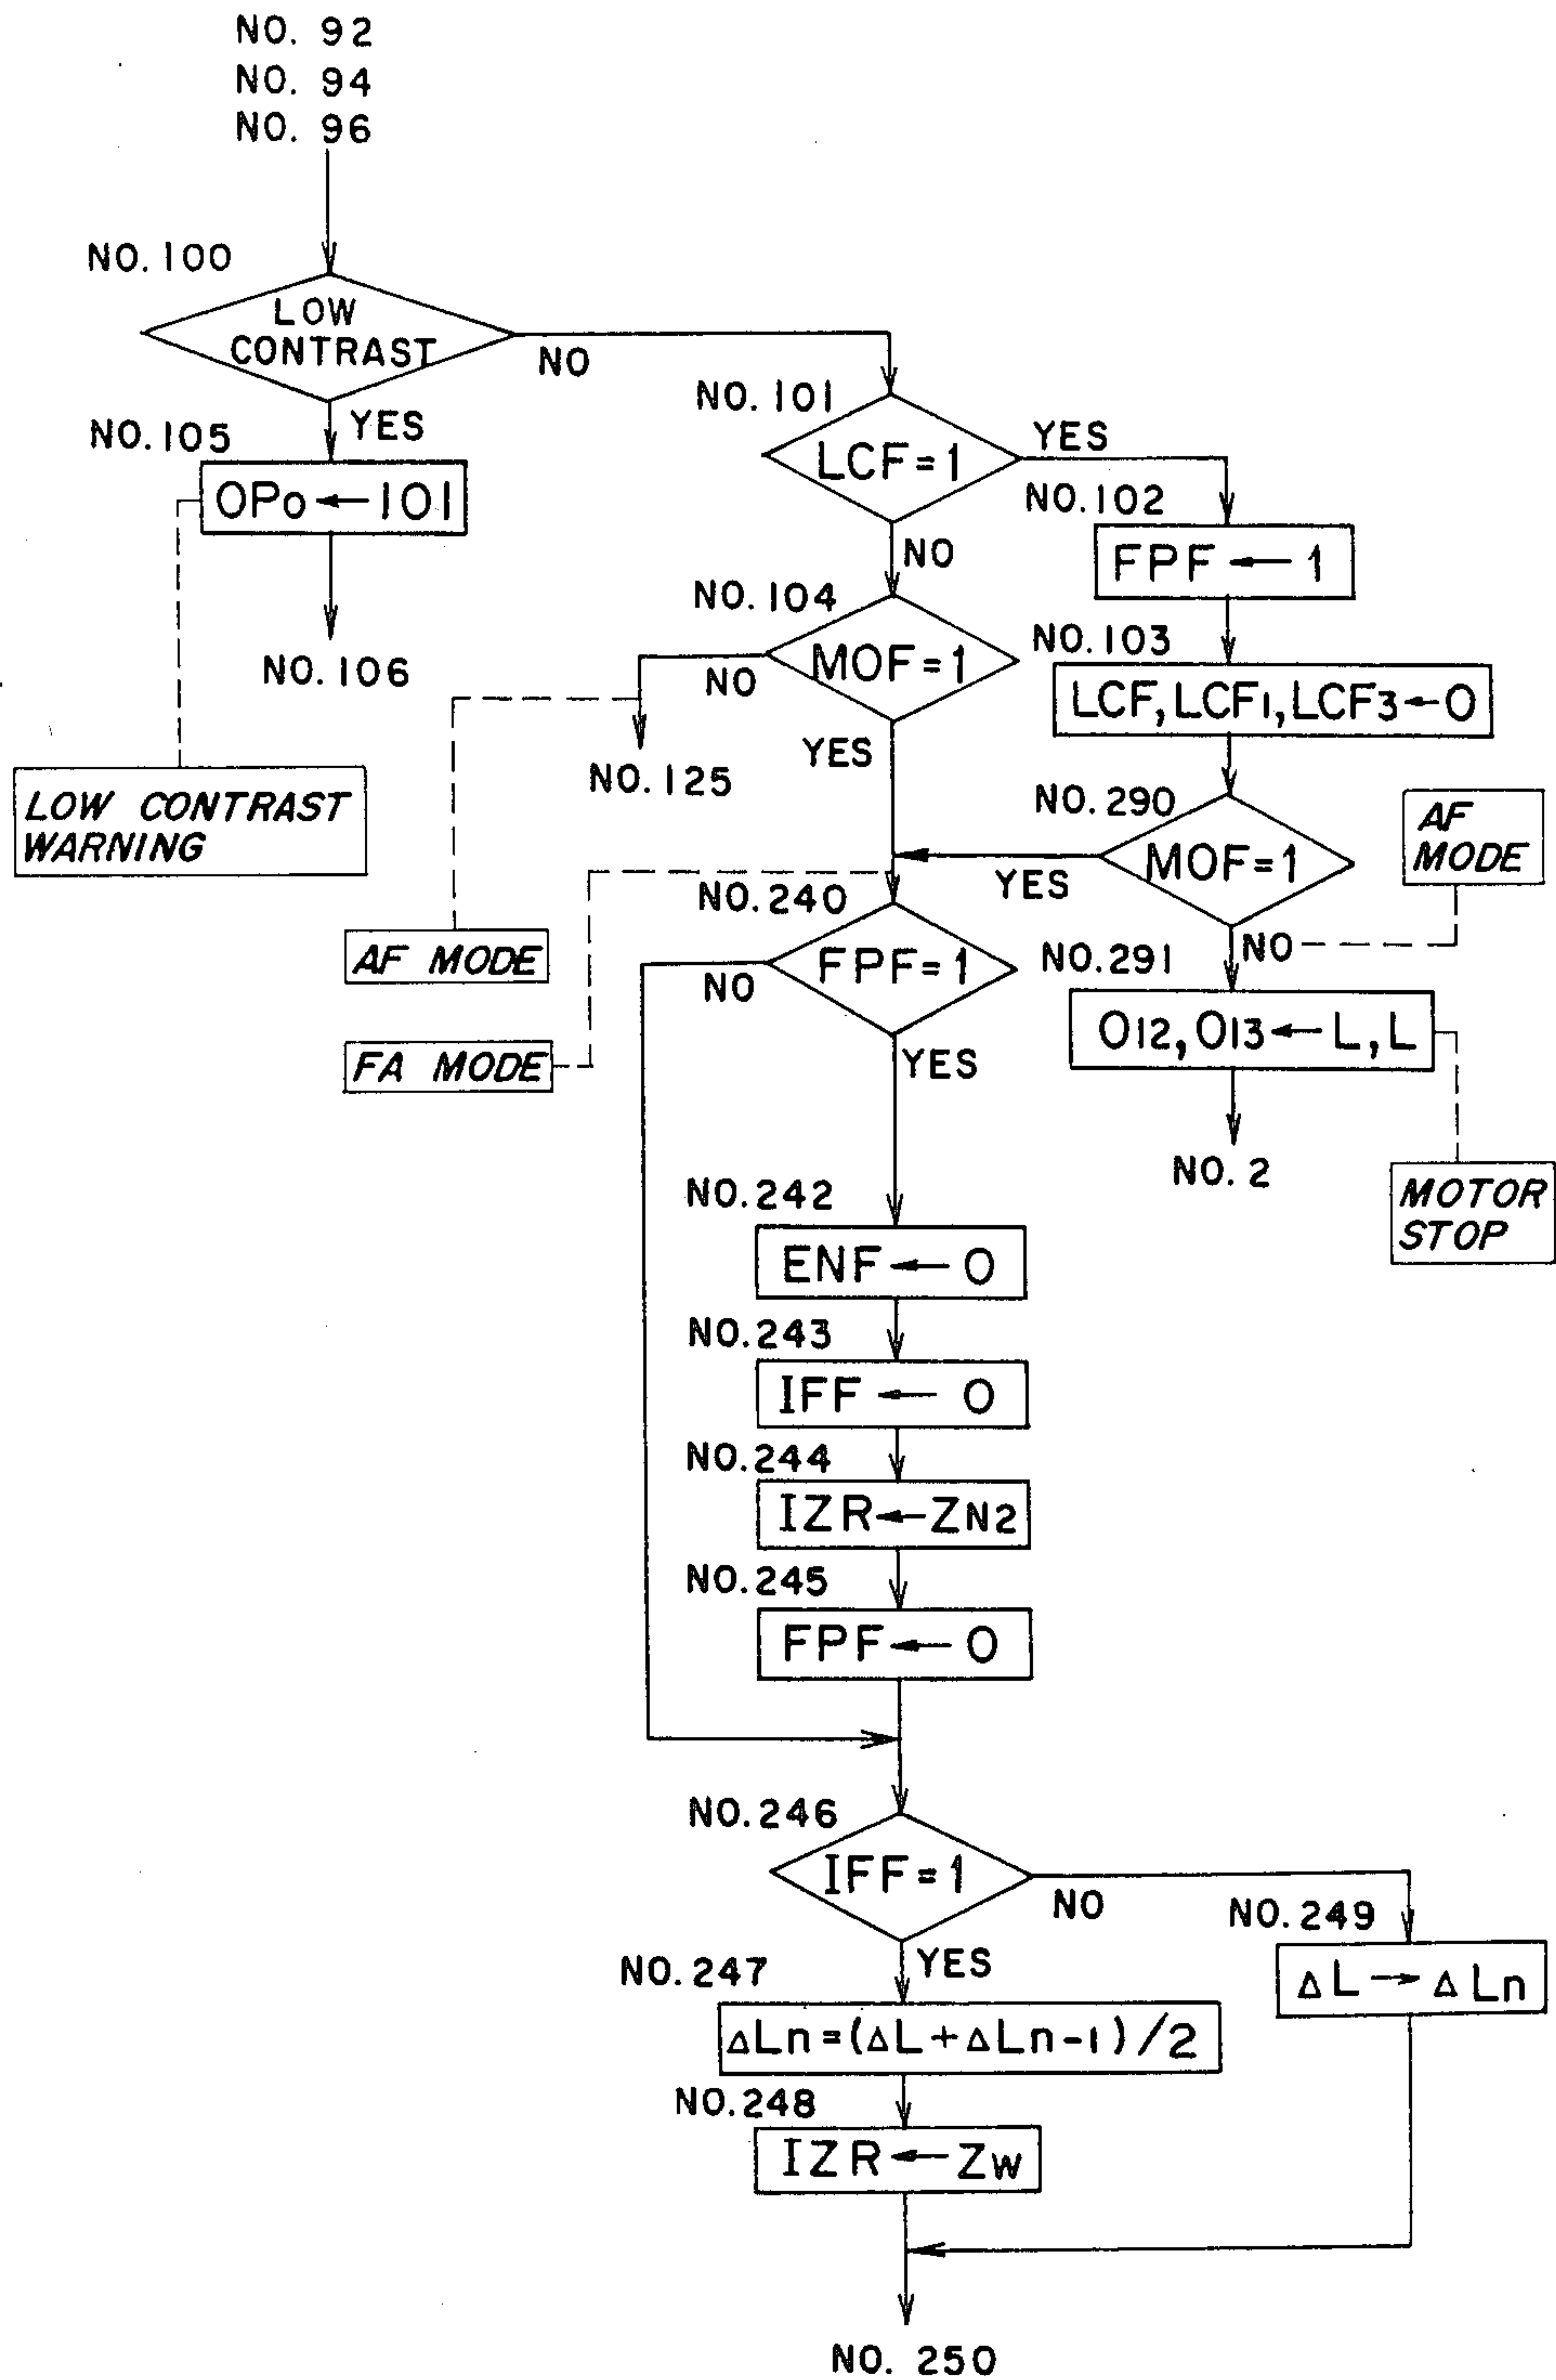 NO. 92
NO. 94
NO. 96
NO. 100
LOW
CONTRAST
NO
YES
NO. 105
OPo ← 101
NO. 106
LOW CONTRAST
WARNING
NO. 101
LCF = 1
YES
NO
NO. 102
FPF ← 1
NO. 103
LCF, LCF1, LCF3 ← 0
NO. 104
MOF = 1
NO
YES
NO. 125
AF MODE
FA MODE
NO. 290
MOF = 1
YES
NO
AF
MODE
NO. 291
O12, O13 ← L, L
NO. 2
MOTOR
STOP
NO. 240
FPF = 1
NO
YES
NO. 242
ENF ← 0
NO. 243
IFF ← 0
NO. 244
IZR ← ZN2
NO. 245
FPF ← 0
NO. 246
IFF = 1
NO
YES
NO. 249
ΔL → ΔLn
NO. 247
ΔLn = (ΔL + ΔLn-1) / 2
NO. 248
IZR ← Zw
NO. 250